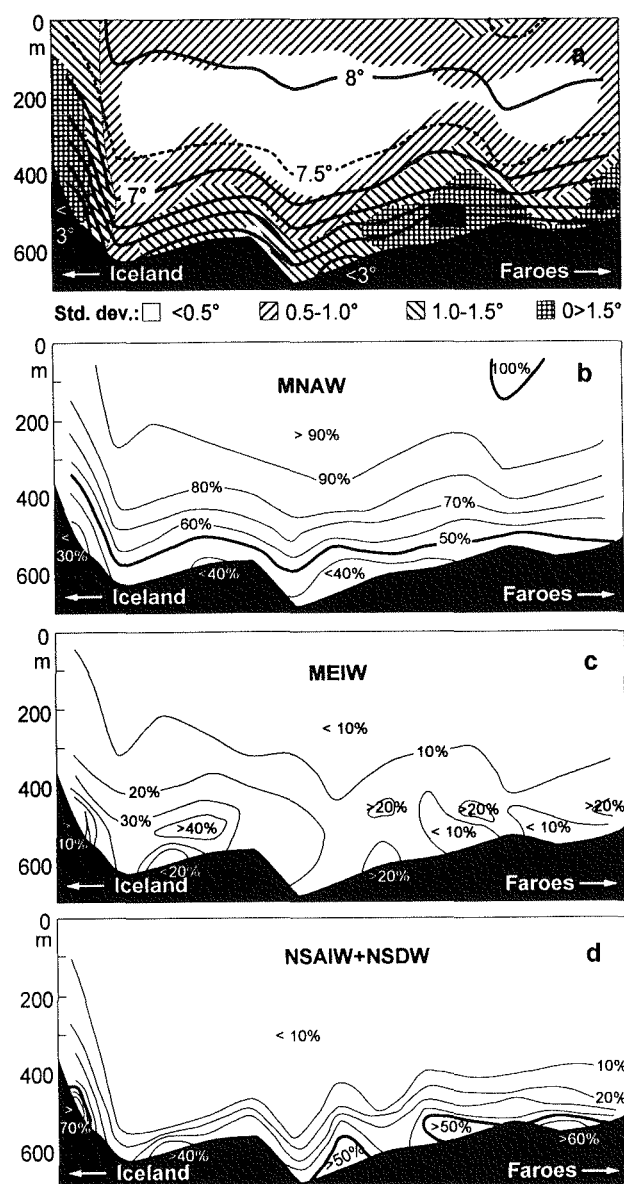 0
m
200
400
600
a
8°
7.5°
7°
<
3°
<3°
← Iceland
Faroes →
Std. dev.: <0.5° 0.5-1.0° 1.0-1.5° 0>1.5°
0
m
200
400
600
b
MNAW
100%
> 90%
90%
80%
70%
60%
50%
<
30%
<40%
<40%
← Iceland
Faroes →
0
m
200
400
600
c
MEIW
< 10%
10%
20%
>20%
>20%
>20%
30%
>40%
< 10%
< 10%
>
10%
<20%
>20%
← Iceland
Faroes →
0
m
200
400
600
d
NSAIW+NSDW
< 10%
10%
20%
>
70%
>40%
>50%
>50%
>60%
← Iceland
Faroes →